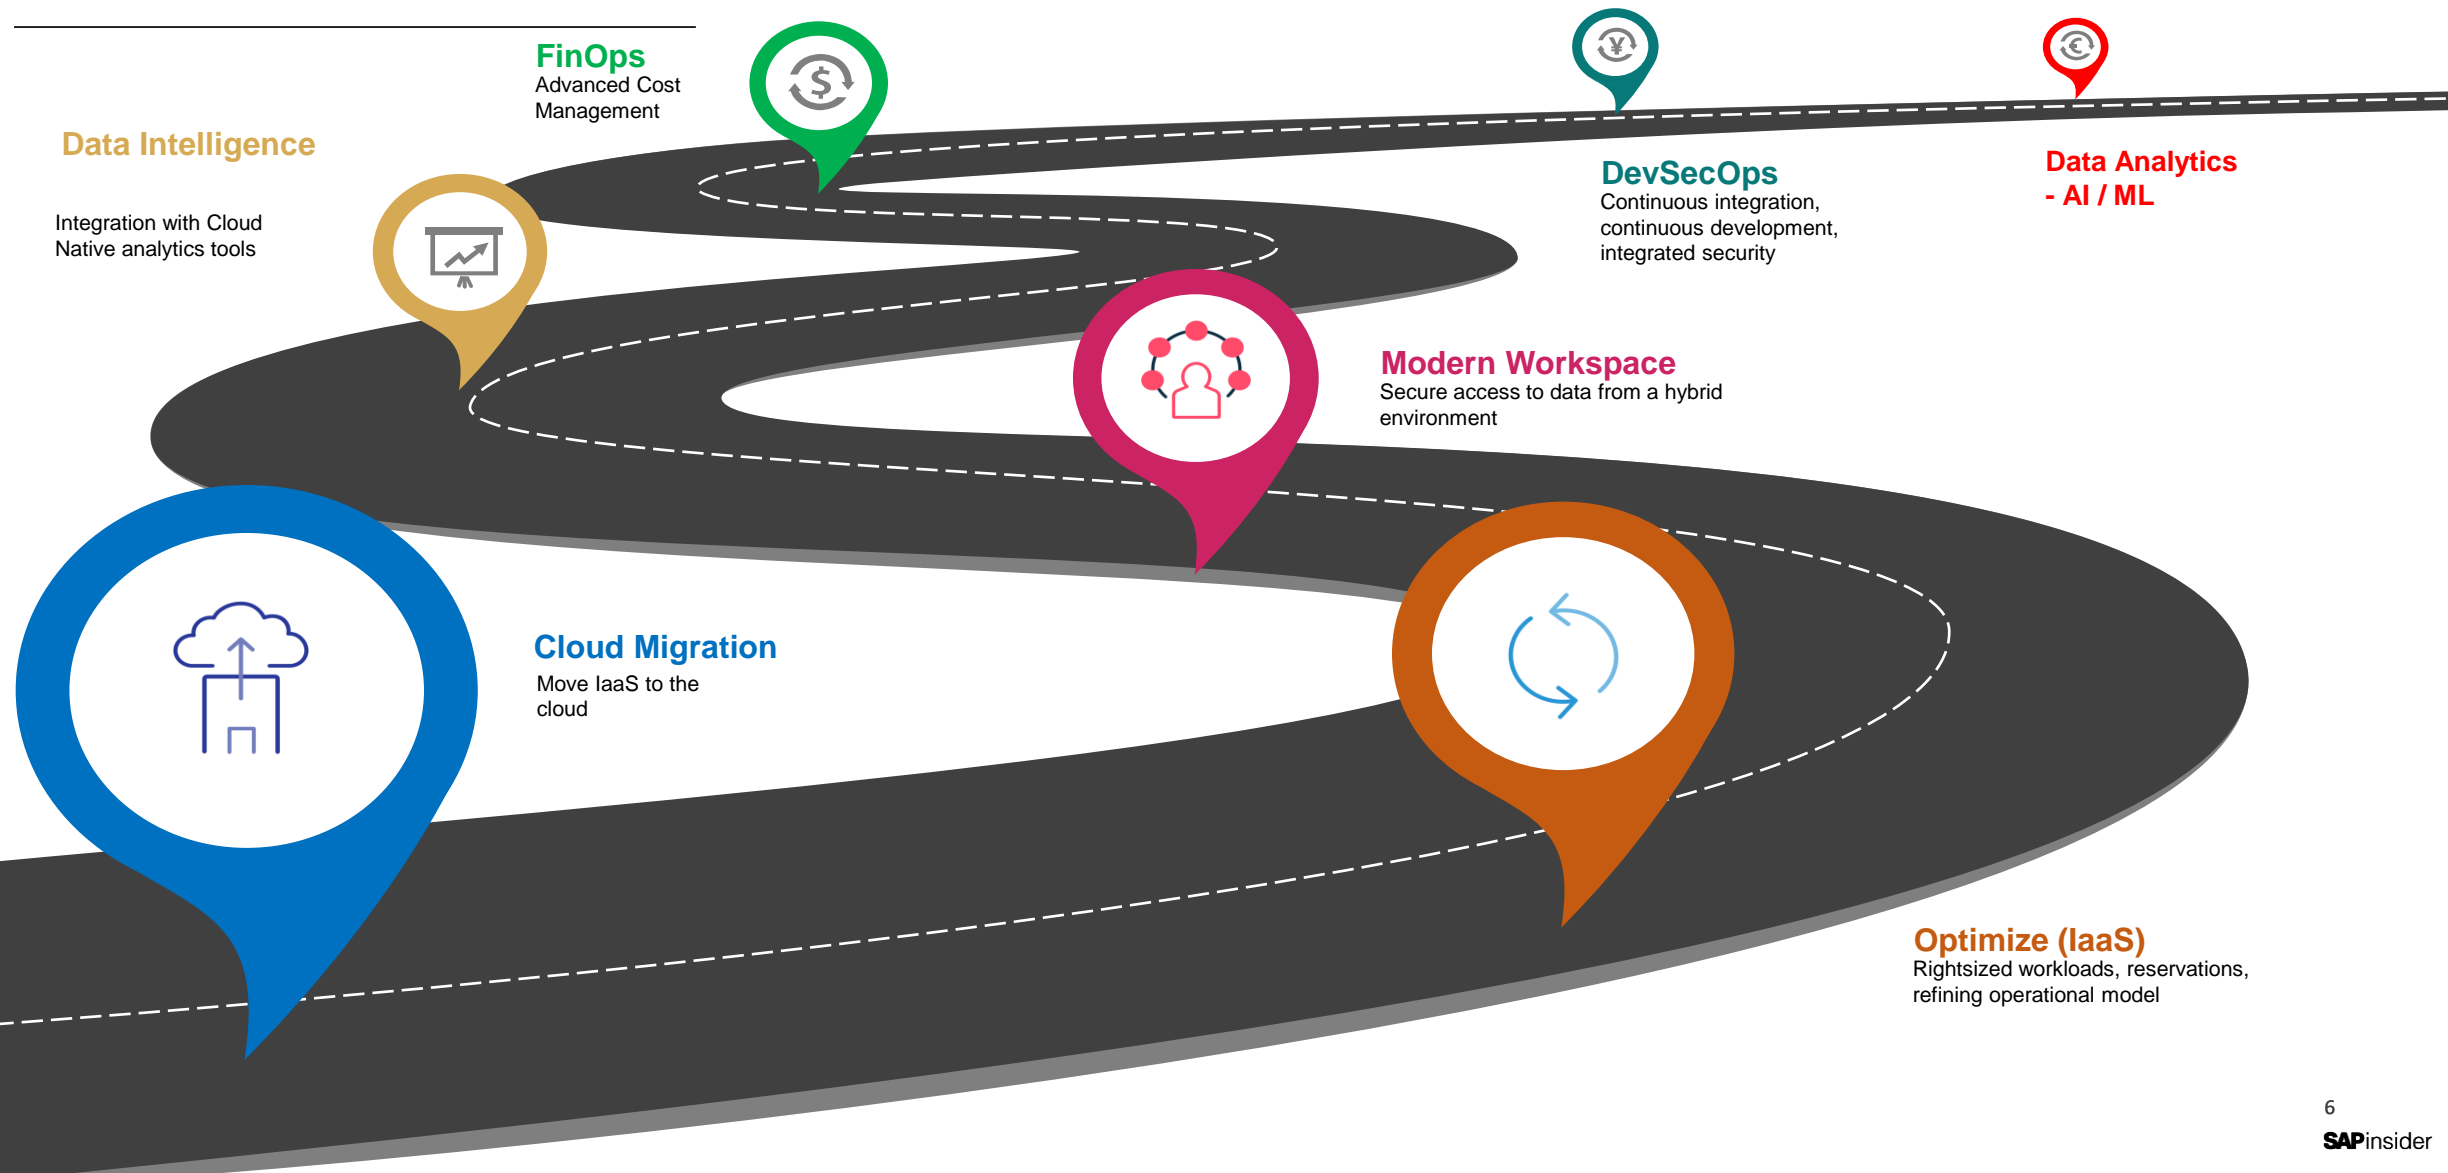 FinOps
Advanced Cost
Management
Data Intelligence
Integration with Cloud
Native analytics tools
DevSecOps
Continuous integration,
continuous development,
integrated security
Data Analytics
- AI / ML
Modern Workspace
Secure access to data from a hybrid
environment
Cloud Migration
Move IaaS to the
cloud
Optimize (IaaS)
Rightsized workloads, reservations,
refining operational model
6
SAPinsider